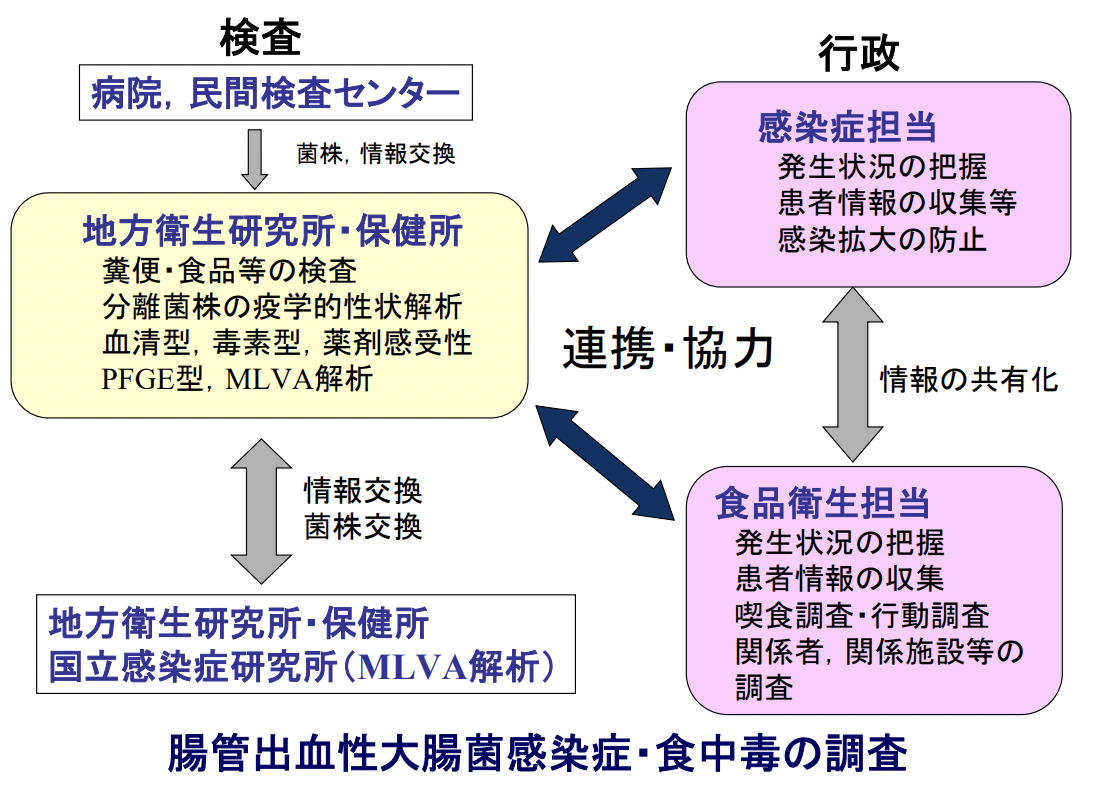 検査
病院，民間検査センター
菌株，情報交換
地方衛生研究所・保健所
糞便・食品等の検査
分離菌株の疫学的性状解析
血清型，毒素型，薬剤感受性
PFGE型，MLVA解析
情報交換
菌株交換
地方衛生研究所・保健所
国立感染症研究所（MLVA解析）
連携・協力
行政
感染症担当
発生状況の把握
患者情報の収集等
感染拡大の防止
情報の共有化
食品衛生担当
発生状況の把握
患者情報の収集
喫食調査・行動調査
関係者，関係施設等の
調査
腸管出血性大腸菌感染症・食中毒の調査